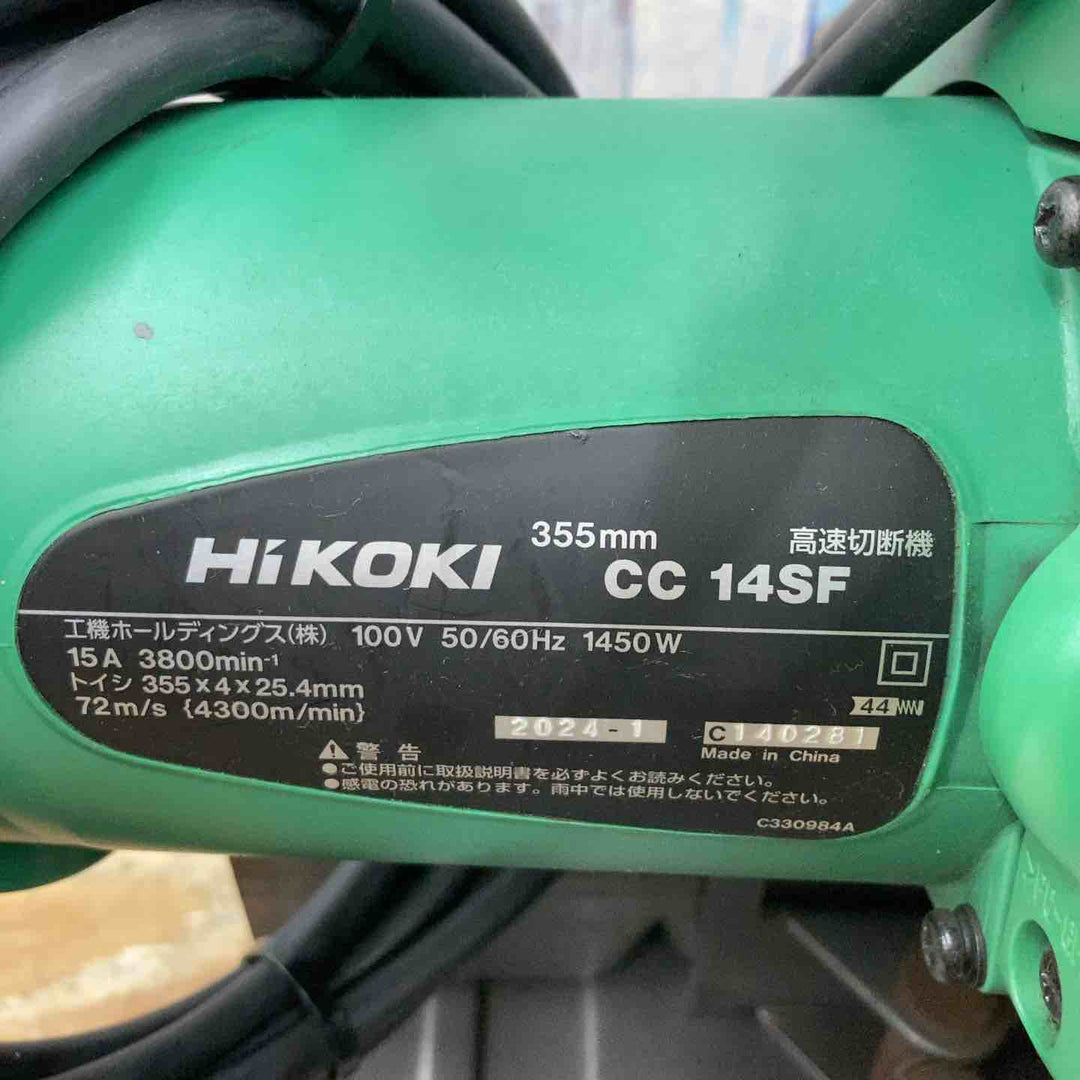 HiKOKI 355mm 高速切断機
CC 14SF
工機ホールディングス(株) 100V 50/60Hz 1450W
15A 3800min-1
トイシ 355×4×25.4mm
72m/s {4300m/min}
44
2024-1 C140281
Made in China
警告
●ご使用前に取扱説明書を必ずよくお読みください。
●感電の恐れがあります。雨中では使用しないでください。
C330984A